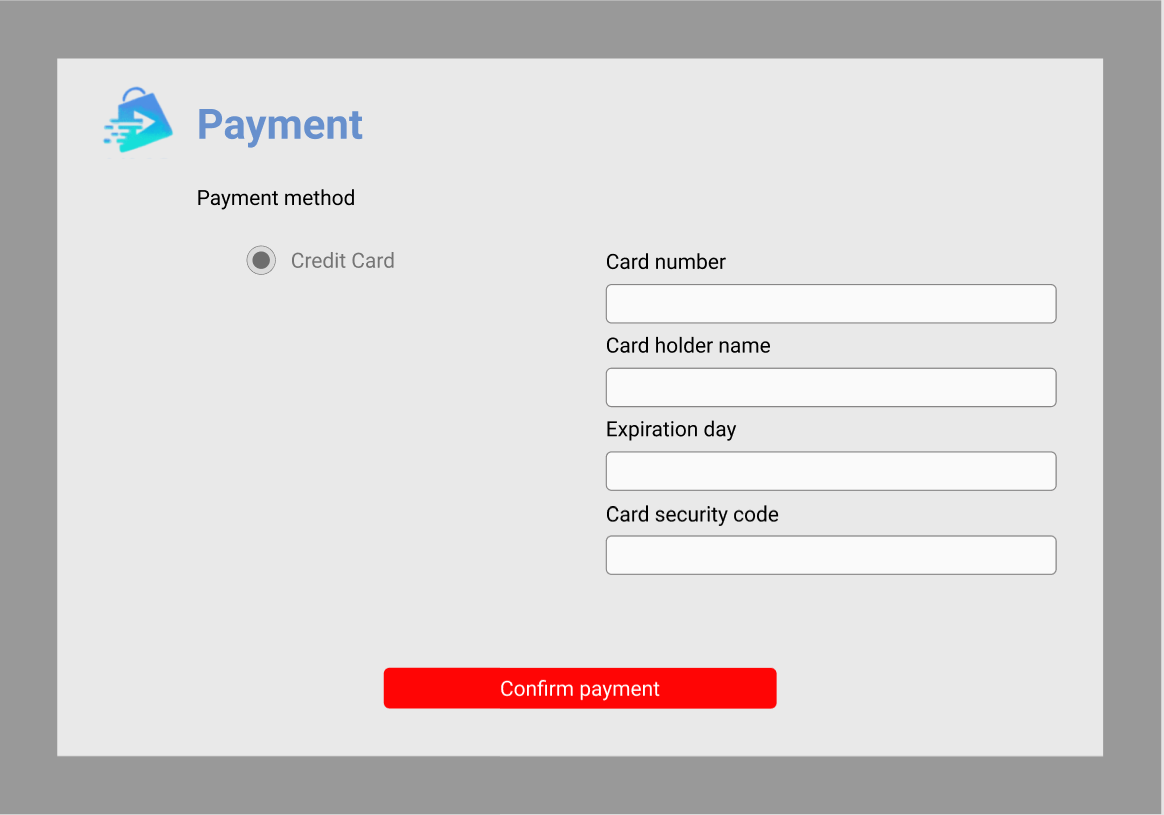 Payment
Payment method
Credit Card
Card number
Card holder name
Expiration day
Card security code
Confirm payment